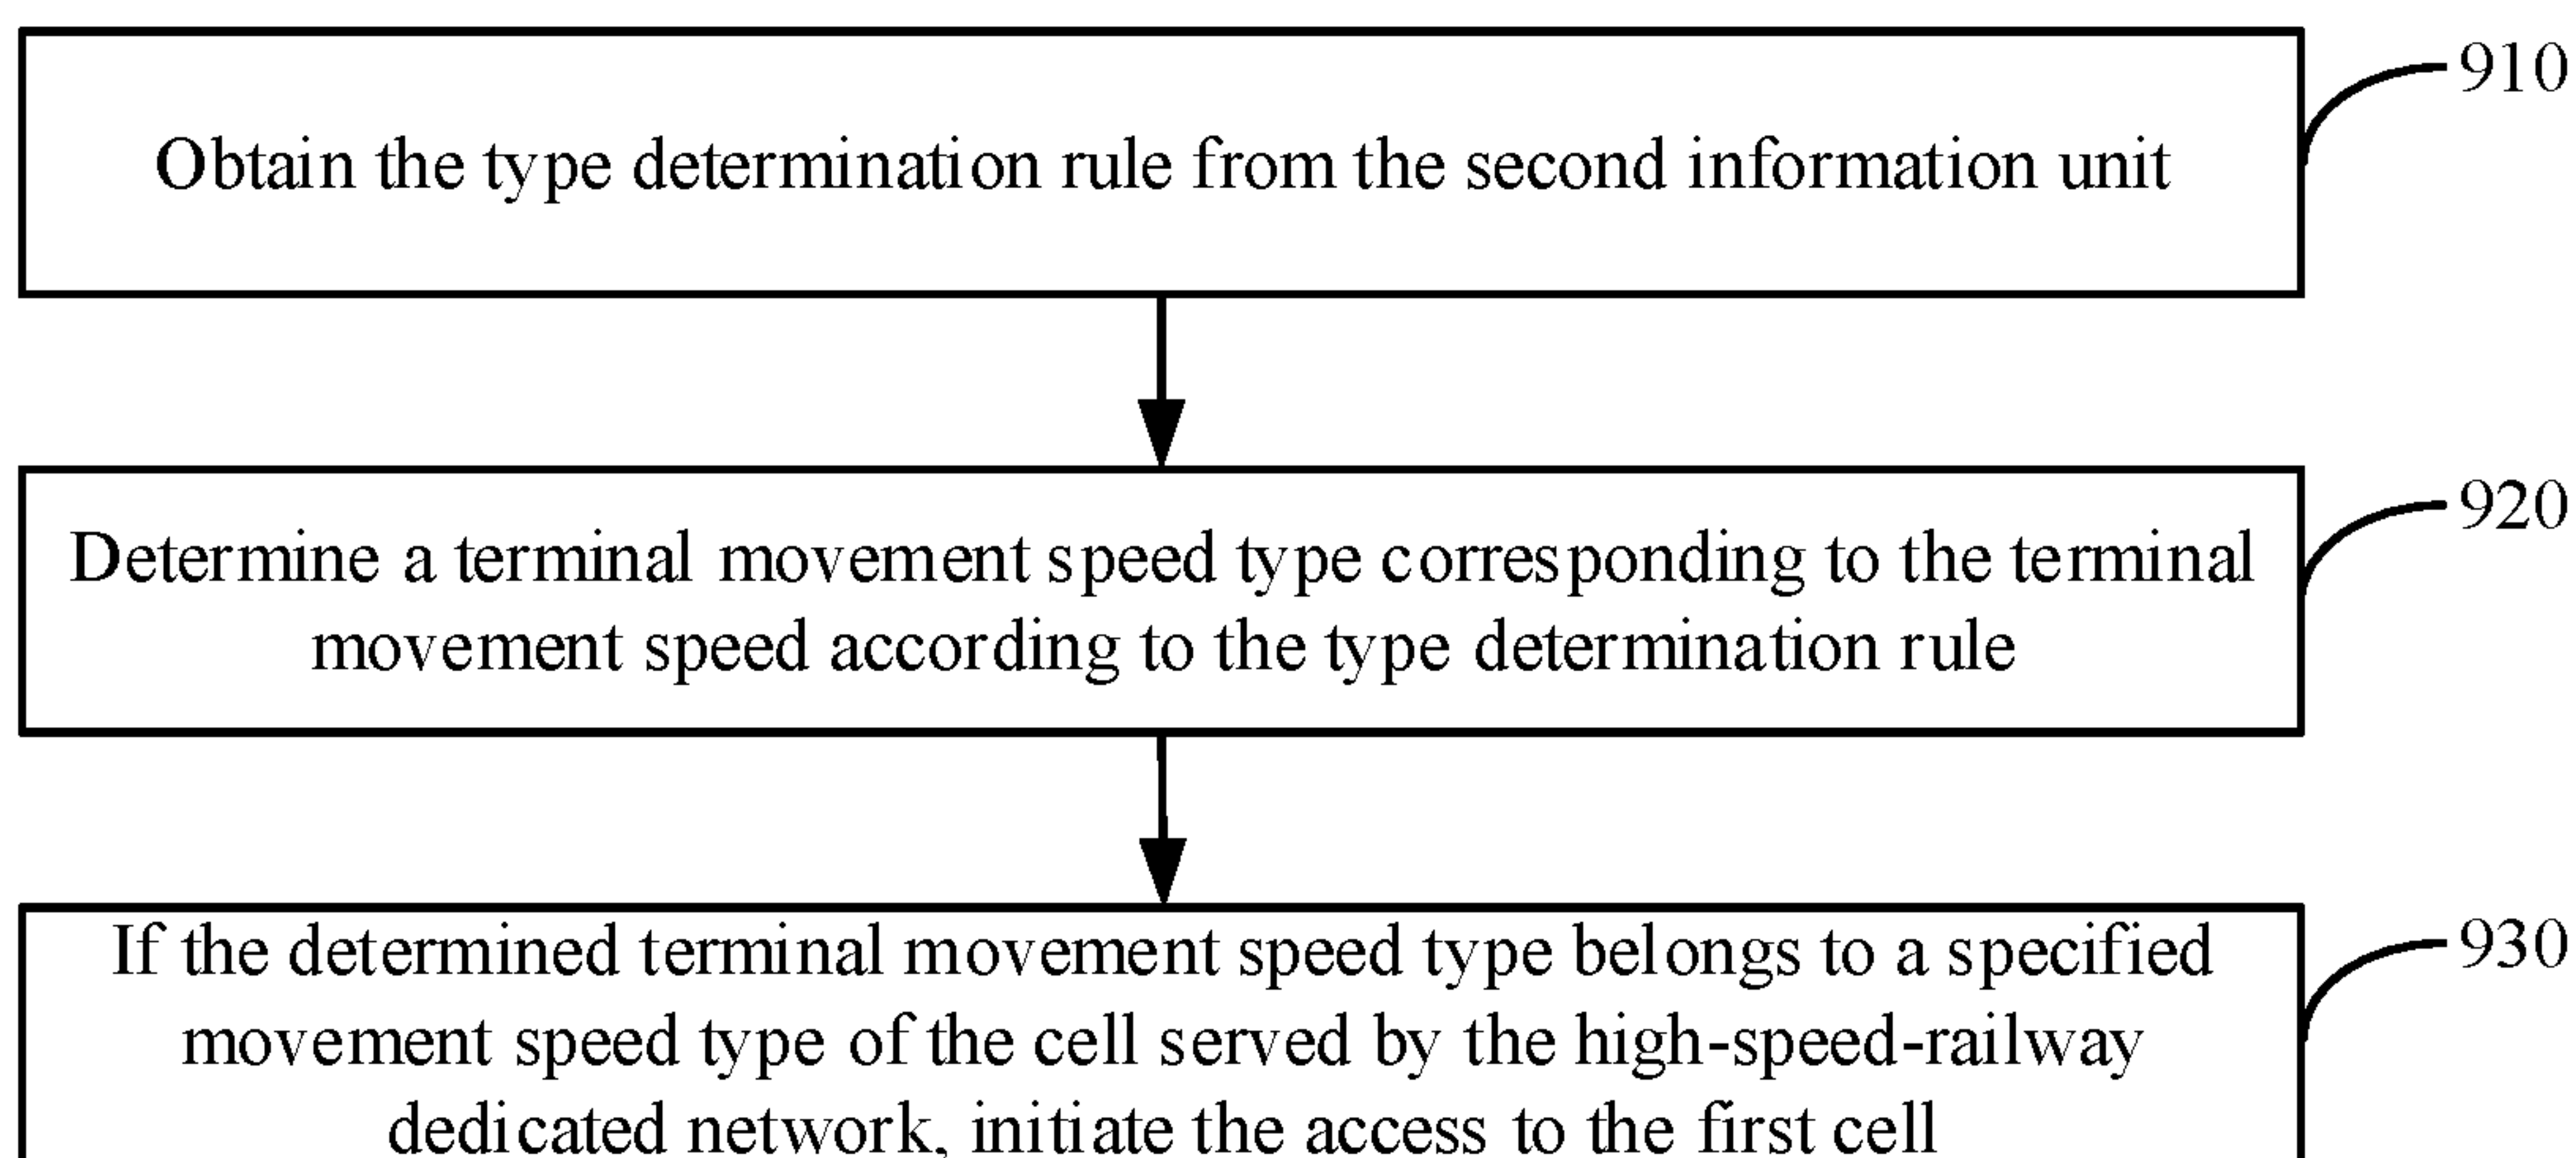 910
Obtain the type determination rule from the second information unit
920
Determine a terminal movement speed type corresponding to the terminal
movement speed according to the type determination rule
930
If the determined terminal movement speed type belongs to a specified
movement speed type of the cell served by the high-speed-railway
dedicated network, initiate the access to the first cell